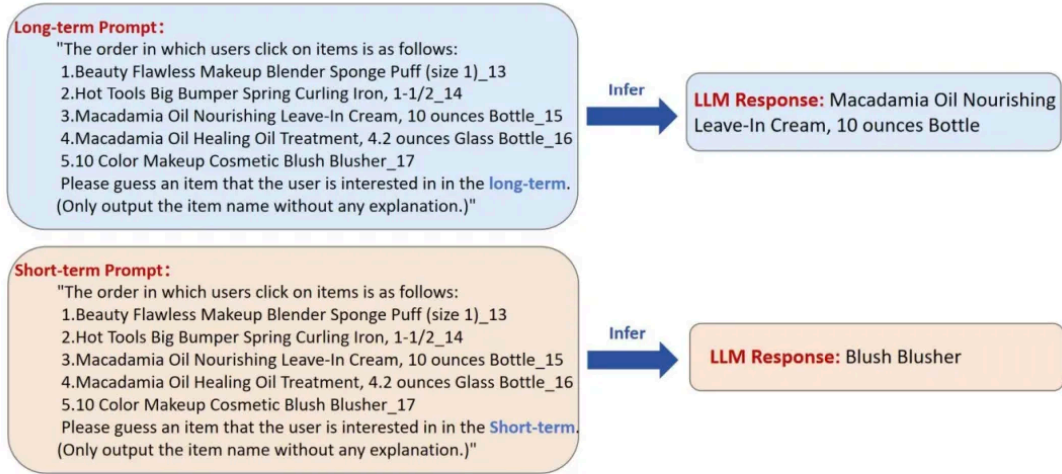 Long-term Prompt:
"The order in which users click on items is as follows:
1.Beauty Flawless Makeup Blender Sponge Puff (size 1)_13
2.Hot Tools Big Bumper Spring Curling Iron, 1-1/2_14
3.Macadamia Oil Nourishing Leave-In Cream, 10 ounces Bottle_15
4.Macadamia Oil Healing Oil Treatment, 4.2 ounces Glass Bottle_16
5.10 Color Makeup Cosmetic Blush Blusher_17
Please guess an item that the user is interested in in the long-term.
(Only output the item name without any explanation.)"
Infer
LLM Response: Macadamia Oil Nourishing
Leave-In Cream, 10 ounces Bottle
Short-term Prompt:
"The order in which users click on items is as follows:
1.Beauty Flawless Makeup Blender Sponge Puff (size 1)_13
2.Hot Tools Big Bumper Spring Curling Iron, 1-1/2_14
3.Macadamia Oil Nourishing Leave-In Cream, 10 ounces Bottle_15
4.Macadamia Oil Healing Oil Treatment, 4.2 ounces Glass Bottle_16
5.10 Color Makeup Cosmetic Blush Blusher_17
Please guess an item that the user is interested in in the Short-term.
(Only output the item name without any explanation.)"
Infer
LLM Response: Blush Blusher